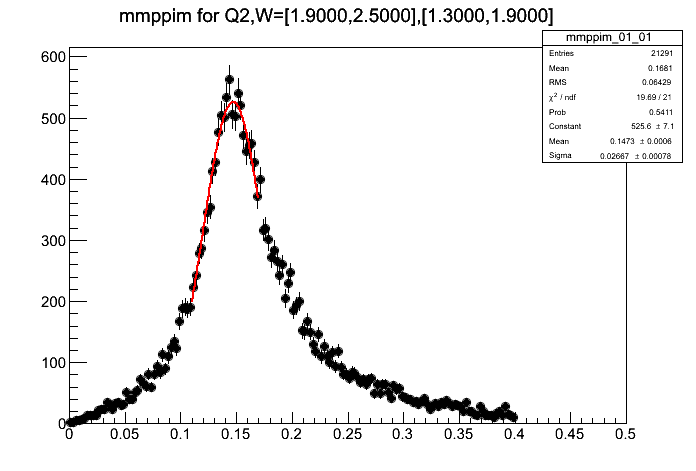 mmppim for Q2,W=[1.9000,2.5000],[1.3000,1.9000]
mmppim_01_01
Entries 21291
Mean 0.1681
RMS 0.06429
χ² / ndf 19.69 / 21
Prob 0.5411
Constant 525.6 ± 7.1
Mean 0.1473 ± 0.0006
Sigma 0.02667 ± 0.00078
600
500
400
300
200
100
0
0 0.05 0.1 0.15 0.2 0.25 0.3 0.35 0.4 0.45 0.5